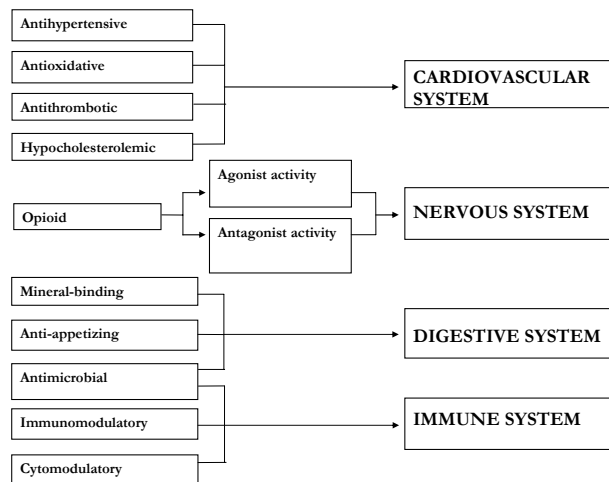 Antihypertensive
Antioxidative
Antithrombotic
Hypocholesterolemic
CARDIOVASCULAR
SYSTEM
Opioid
Agonist activity
Antagonist activity
NERVOUS SYSTEM
Mineral-binding
Anti-appetizing
Antimicrobial
DIGESTIVE SYSTEM
Immunomodulatory
Cytomodulatory
IMMUNE SYSTEM